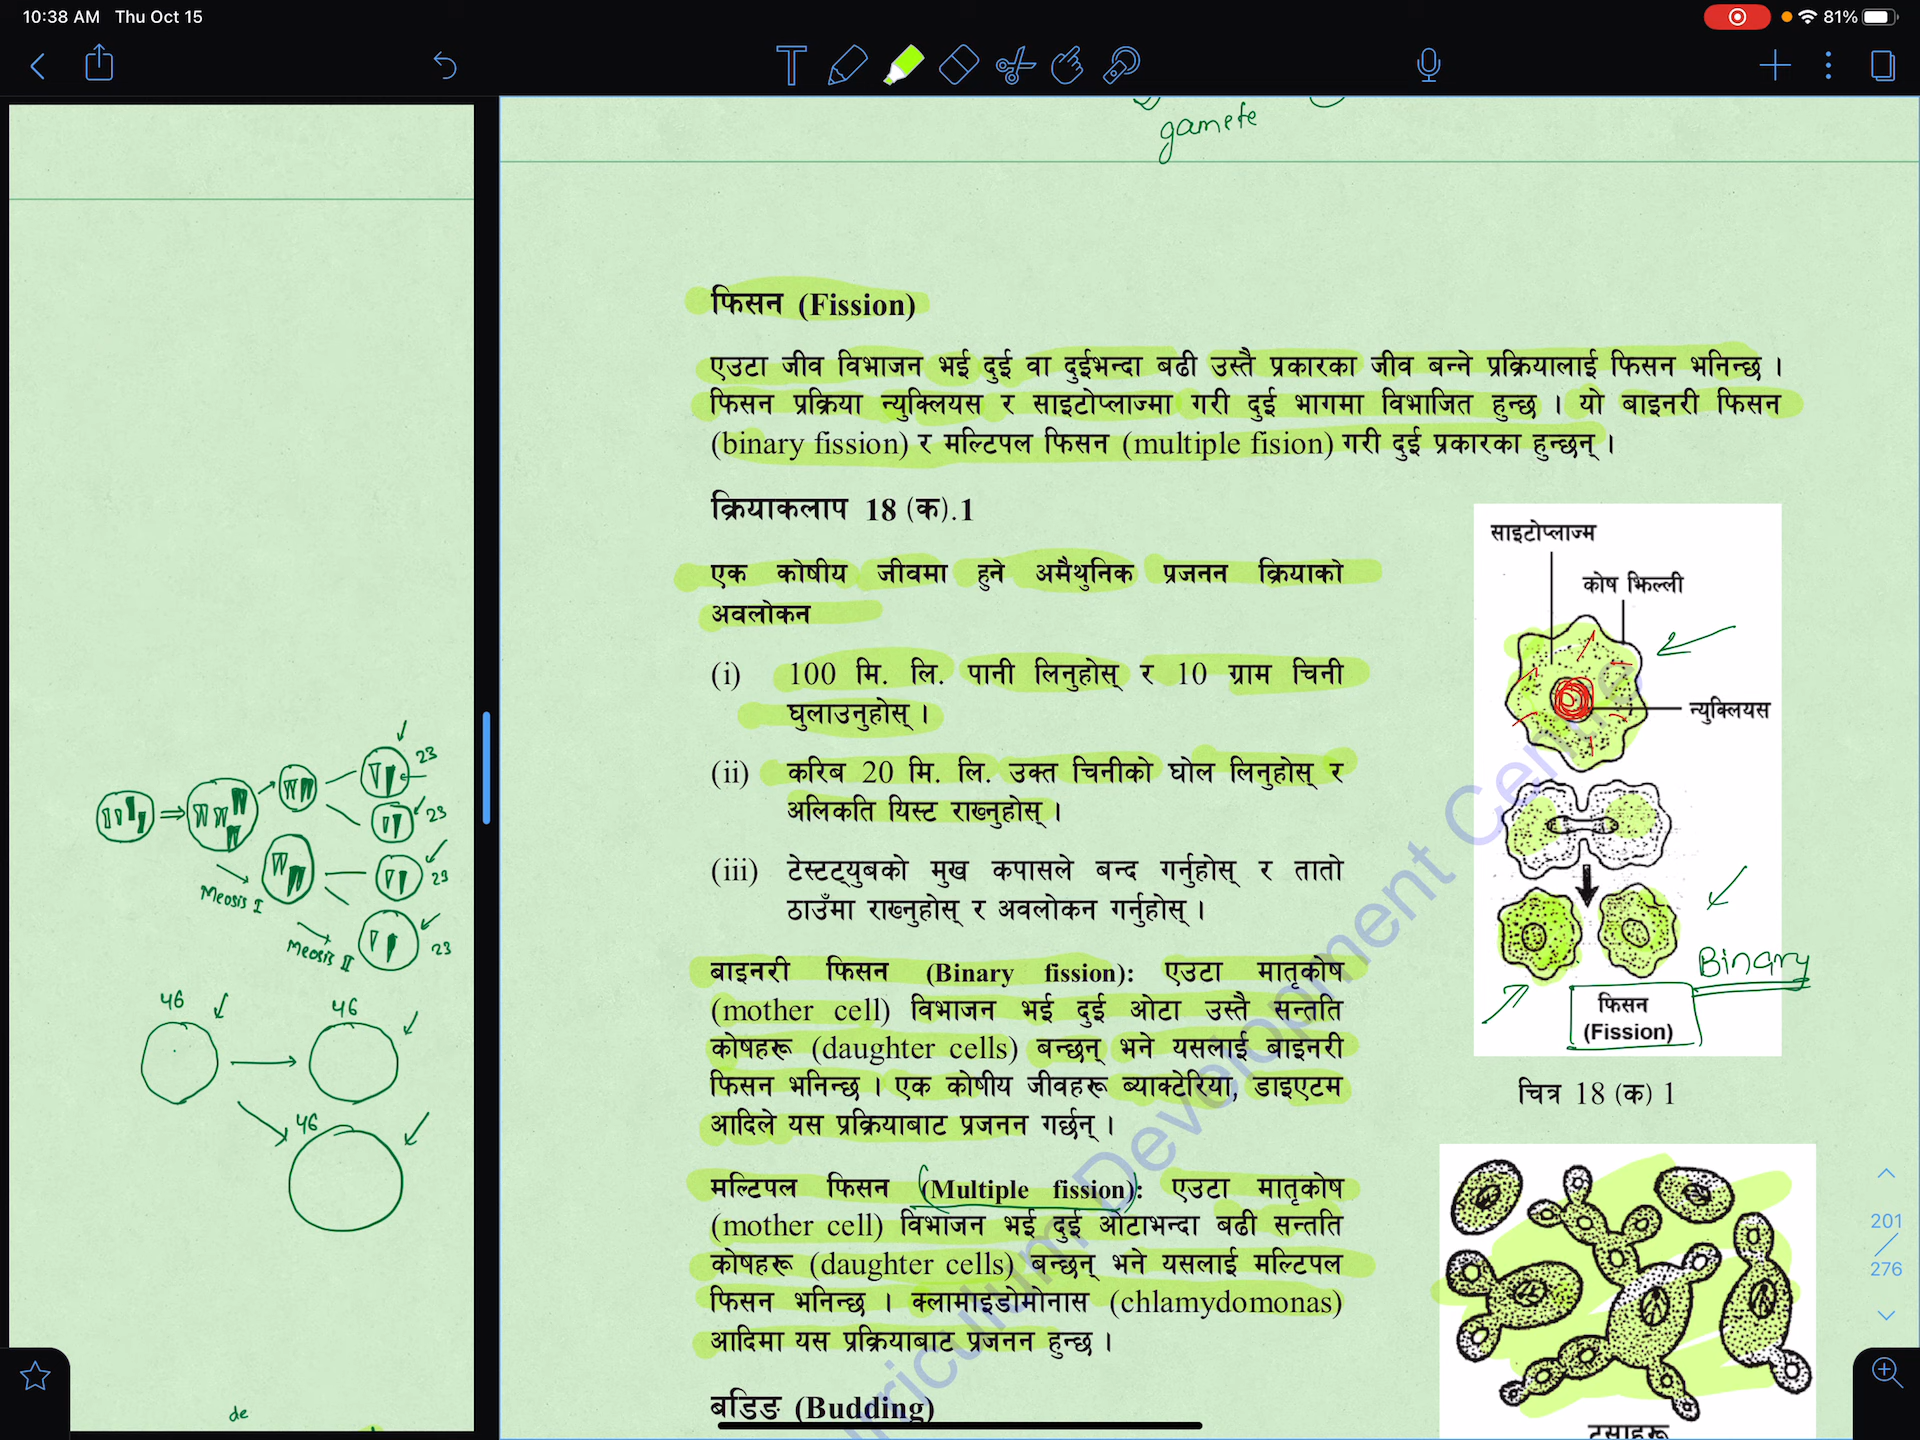 10:38 AM Thu Oct 15
81%
gamete
फिसन (Fission)
एउटा जीव विभाजन भई दुई वा दुईभन्दा बढी उस्तै प्रकारका जीव बन्ने प्रक्रियालाई फिसन भनिन्छ ।
फिसन प्रक्रिया न्युक्लियस र साइटोप्लाज्मा गरी दुई भागमा विभाजित हुन्छ । यो बाइनरी फिसन
(binary fission) र मल्टिपल फिसन (multiple fision) गरी दुई प्रकारका हुन्छन् ।
क्रियाकलाप 18 (क).1
एक कोषीय जीवमा हुने अमैथुनिक प्रजनन क्रियाको
अवलोकन
(i) 100 मि. लि. पानी लिनुहोस् र 10 ग्राम चिनी
घुलाउनुहोस् ।
(ii) करिब 20 मि. लि. उक्त चिनीको घोल लिनुहोस् र
अलिकति यिस्ट राख्नुहोस् ।
(iii) टेस्टट्युबको मुख कपासले बन्द गर्नुहोस् र तातो
ठाउँमा राख्नुहोस् र अवलोकन गर्नुहोस् ।
बाइनरी फिसन (Binary fission): एउटा मातृकोष
(mother cell) विभाजन भई दुई ओटा उस्तै सन्तति
कोषहरू (daughter cells) बन्छन् भने यसलाई बाइनरी
फिसन भनिन्छ । एक कोषीय जीवहरू ब्याक्टेरिया, डाइएटम
आदिले यस प्रक्रियाबाट प्रजनन गर्छन् ।
मल्टिपल फिसन (Multiple fission): एउटा मातृकोष
(mother cell) विभाजन भई दुई ओटाभन्दा बढी सन्तति
कोषहरू (daughter cells) बन्छन् भने यसलाई मल्टिपल
फिसन भनिन्छ । क्लामाइडोमोनास (chlamydomonas)
आदिमा यस प्रक्रियाबाट प्रजनन हुन्छ ।
बडिङ (Budding)
साइटोप्लाज्म
कोष झिल्ली
न्युक्लियस
Binary
फिसन
(Fission)
चित्र 18 (क) 1
201
276
23
23
23
23
Meosis I
Meosis II
46
46
46
de
Curriculum Development Centre